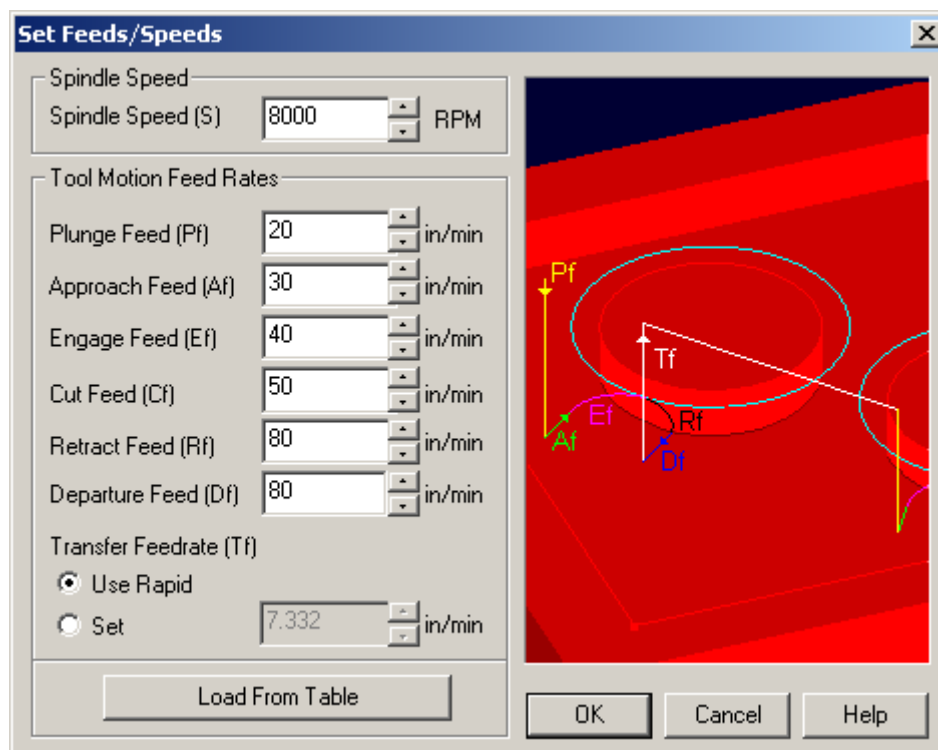 Set Feeds/Speeds
Spindle Speed
Spindle Speed (S) 8000 RPM
Tool Motion Feed Rates
Plunge Feed (Pf) 20 in/min
Approach Feed (Af) 30 in/min
Engage Feed (Ef) 40 in/min
Cut Feed (Cf) 50 in/min
Retract Feed (Rf) 80 in/min
Departure Feed (Df) 80 in/min
Transfer Feedrate (Tf)
Use Rapid
Set 7.332 in/min
Load From Table
Pf
Tf
Ef
Rf
Af
Df
OK Cancel Help